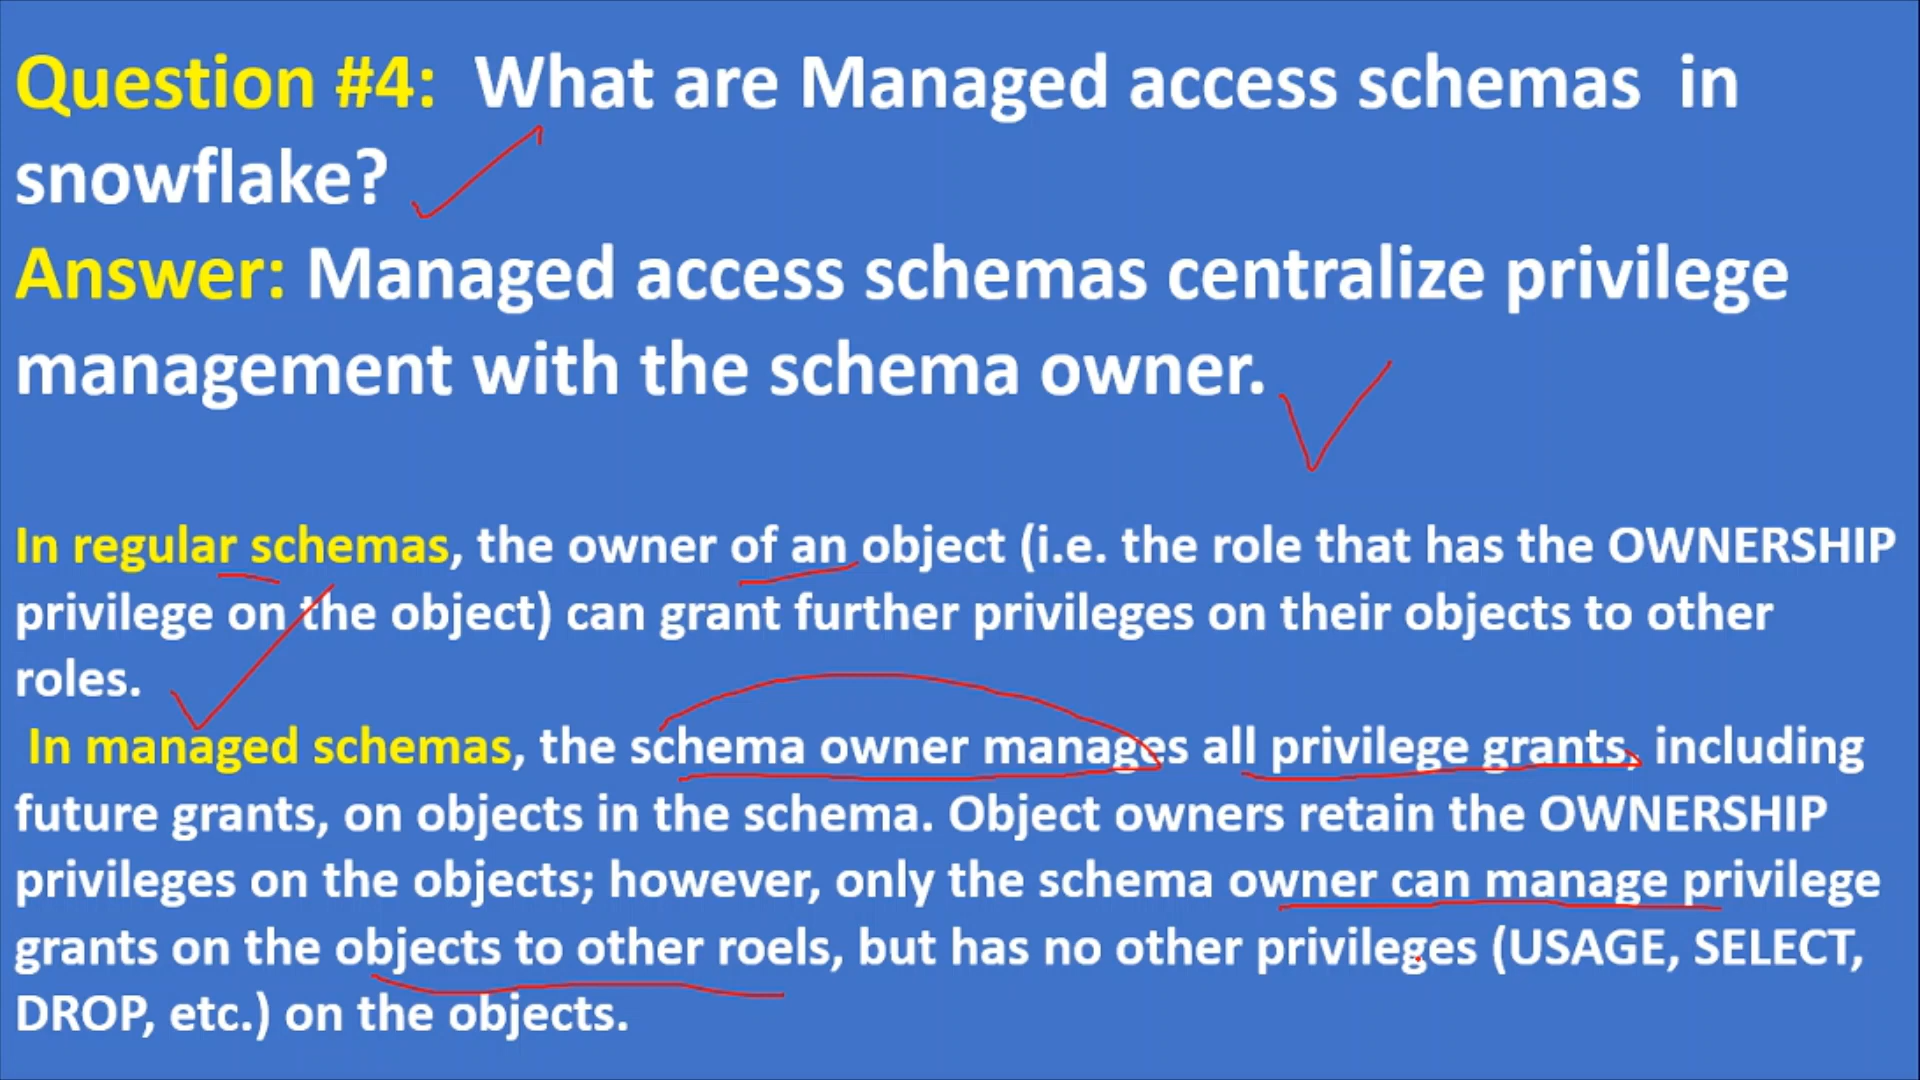 Question #4: What are Managed access schemas in
snowflake?
Answer: Managed access schemas centralize privilege
management with the schema owner.
In regular schemas, the owner of an object (i.e. the role that has the OWNERSHIP
privilege on the object) can grant further privileges on their objects to other
roles.
In managed schemas, the schema owner manages all privilege grants, including
future grants, on objects in the schema. Object owners retain the OWNERSHIP
privileges on the objects; however, only the schema owner can manage privilege
grants on the objects to other roels, but has no other privileges (USAGE, SELECT,
DROP, etc.) on the objects.